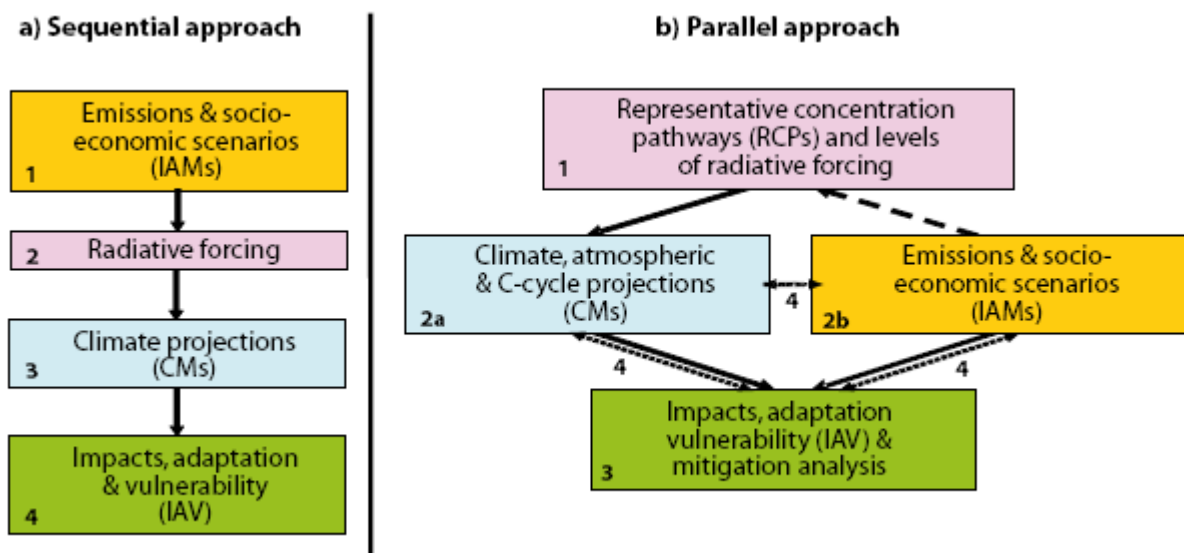 a) Sequential approach
Emissions & socio-
economic scenarios
(IAMs)
1
2
Radiative forcing
Climate projections
(CMs)
3
Impacts, adaptation
& vulnerability
(IAV)
4
b) Parallel approach
Representative concentration
pathways (RCPs) and levels
of radiative forcing
1
Climate, atmospheric
& C-cycle projections
(CMs)
2a
4
Emissions & socio-
economic scenarios
(IAMs)
2b
4
4
Impacts, adaptation
vulnerability (IAV) &
mitigation analysis
3